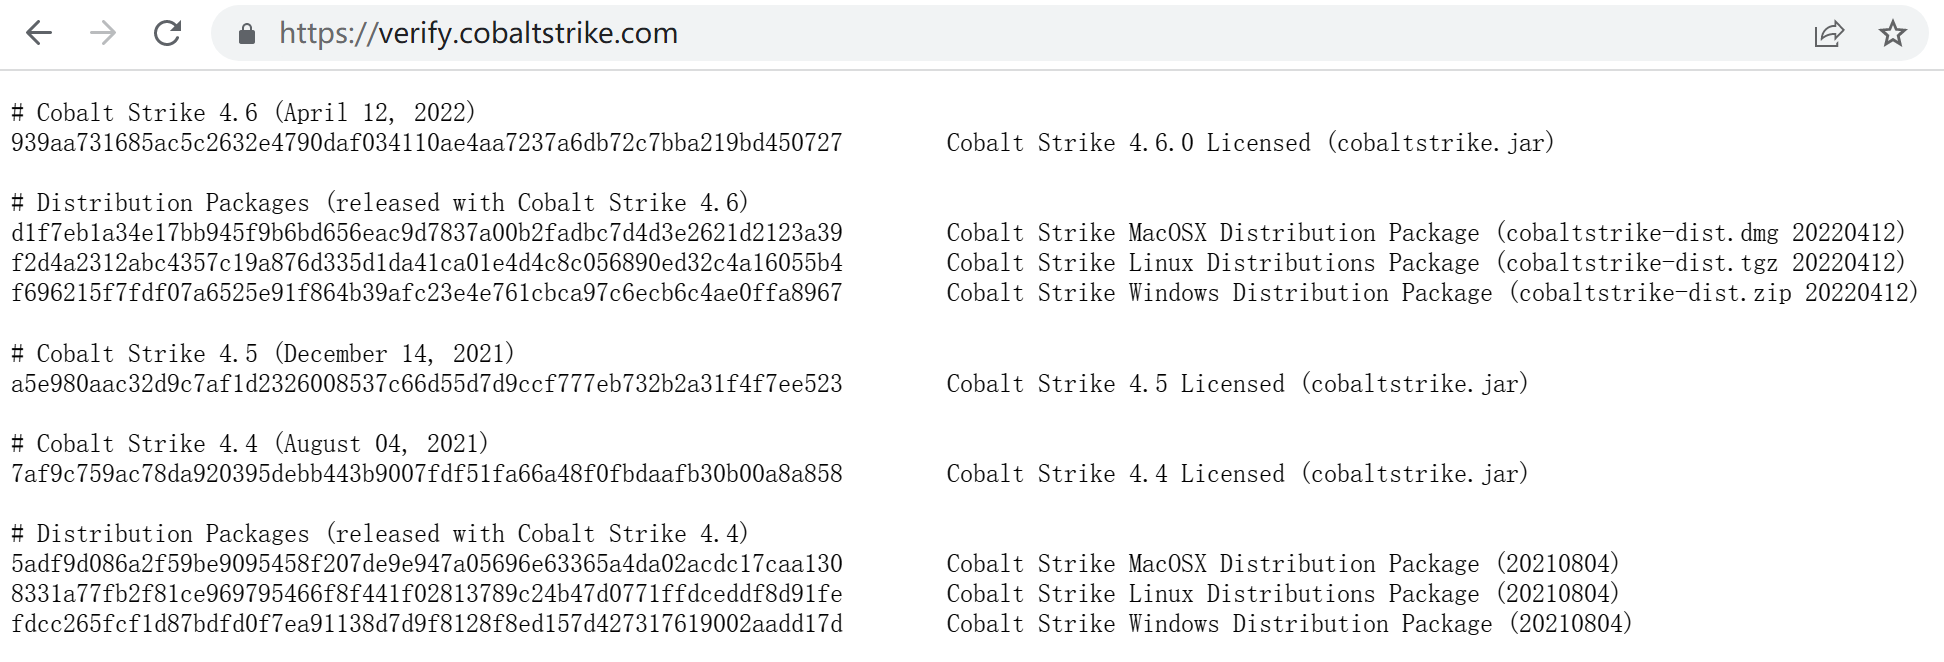 https://verify.cobaltstrike.com
# Cobalt Strike 4.6 (April 12, 2022)
939aa731685ac5c2632e4790daf034110ae4aa7237a6db72c7bba219bd450727 Cobalt Strike 4.6.0 Licensed (cobaltstrike.jar)
# Distribution Packages (released with Cobalt Strike 4.6)
d1f7eb1a34e17bb945f9b6bd656eac9d7837a00b2fadbc7d4d3e2621d2123a39 Cobalt Strike MacOSX Distribution Package (cobaltstrike-dist.dmg 20220412)
f2d4a2312abc4357c19a876d335d1da41ca01e4d4c8c056890ed32c4a16055b4 Cobalt Strike Linux Distributions Package (cobaltstrike-dist.tgz 20220412)
f696215f7fdf07a6525e91f864b39afc23e4e761cbca97c6ecb6c4ae0ffa8967 Cobalt Strike Windows Distribution Package (cobaltstrike-dist.zip 20220412)
# Cobalt Strike 4.5 (December 14, 2021)
a5e980aac32d9c7af1d2326008537c66d55d7d9ccf777eb732b2a31f4f7ee523 Cobalt Strike 4.5 Licensed (cobaltstrike.jar)
# Cobalt Strike 4.4 (August 04, 2021)
7af9c759ac78da920395debb443b9007fdf51fa66a48f0fbdaafb30b00a8a858 Cobalt Strike 4.4 Licensed (cobaltstrike.jar)
# Distribution Packages (released with Cobalt Strike 4.4)
5adf9d086a2f59be9095458f207de9e947a05696e63365a4da02acdc17caa130 Cobalt Strike MacOSX Distribution Package (20210804)
8331a77fb2f81ce969795466f8f441f02813789c24b47d0771ffdceddf8d91fe Cobalt Strike Linux Distributions Package (20210804)
fdcc265fcf1d87bdfd0f7ea91138d7d9f8128f8ed157d427317619002aadd17d Cobalt Strike Windows Distribution Package (20210804)